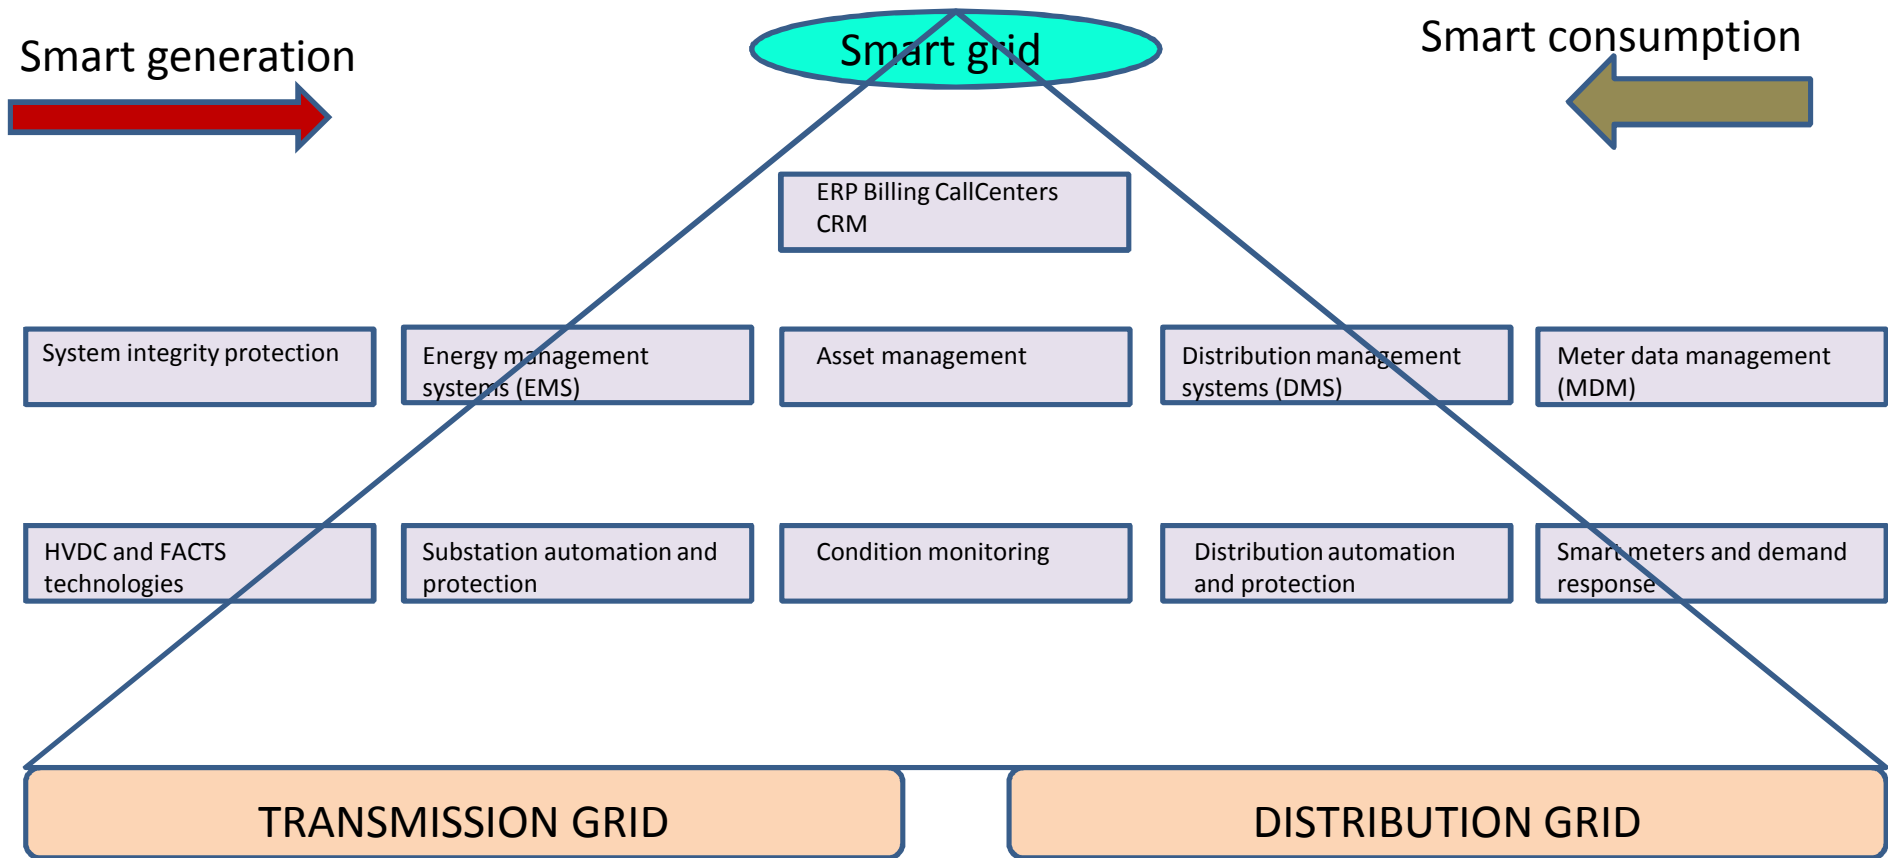 Smart generation
Smart grid
Smart consumption
ERP Billing CallCenters
CRM
System integrity protection
Energy management
systems (EMS)
Asset management
Distribution management
systems (DMS)
Meter data management
(MDM)
HVDC and FACTS
technologies
Substation automation and
protection
Condition monitoring
Distribution automation
and protection
Smart meters and demand
response
TRANSMISSION GRID
DISTRIBUTION GRID